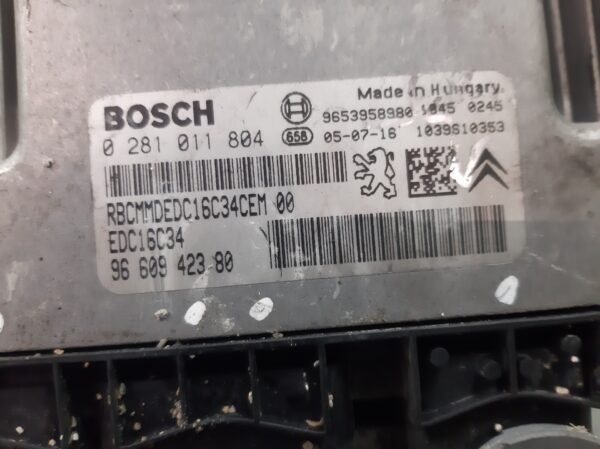 Made in Hungary
BOSCH 9653958980 1045 0245
0 281 011 804 658 05-07-18 1039S10353
RBCMMDEDC16C34CEM 00
EDC16C34
96 609 423 80